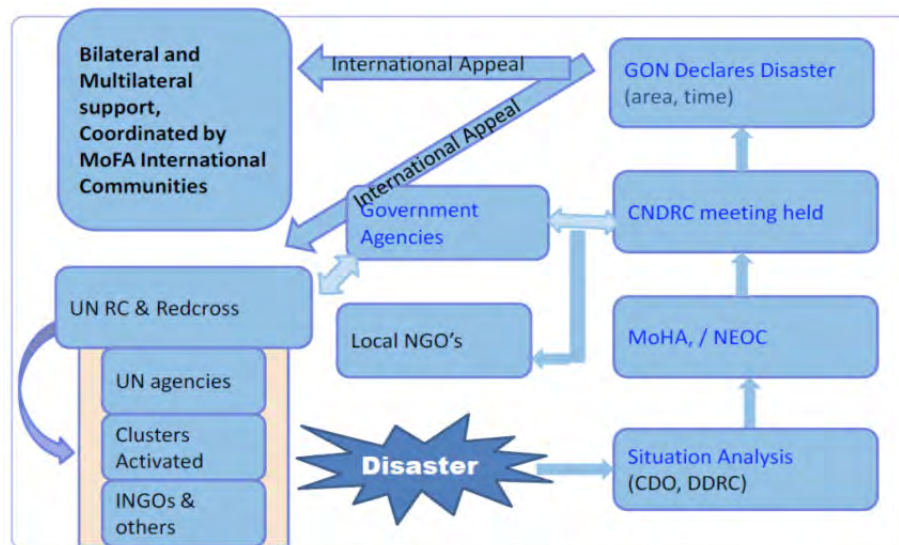 Bilateral and
Multilateral
support,
Coordinated by
MoFA International
Communities
International Appeal
International Appeal
GON Declares Disaster
(area, time)
Government
Agencies
CNDRC meeting held
UN RC & Redcross
Local NGO's
MoHA, / NEOC
UN agencies
Clusters
Activated
INGOs &
others
Disaster
Situation Analysis
(CDO, DDRC)